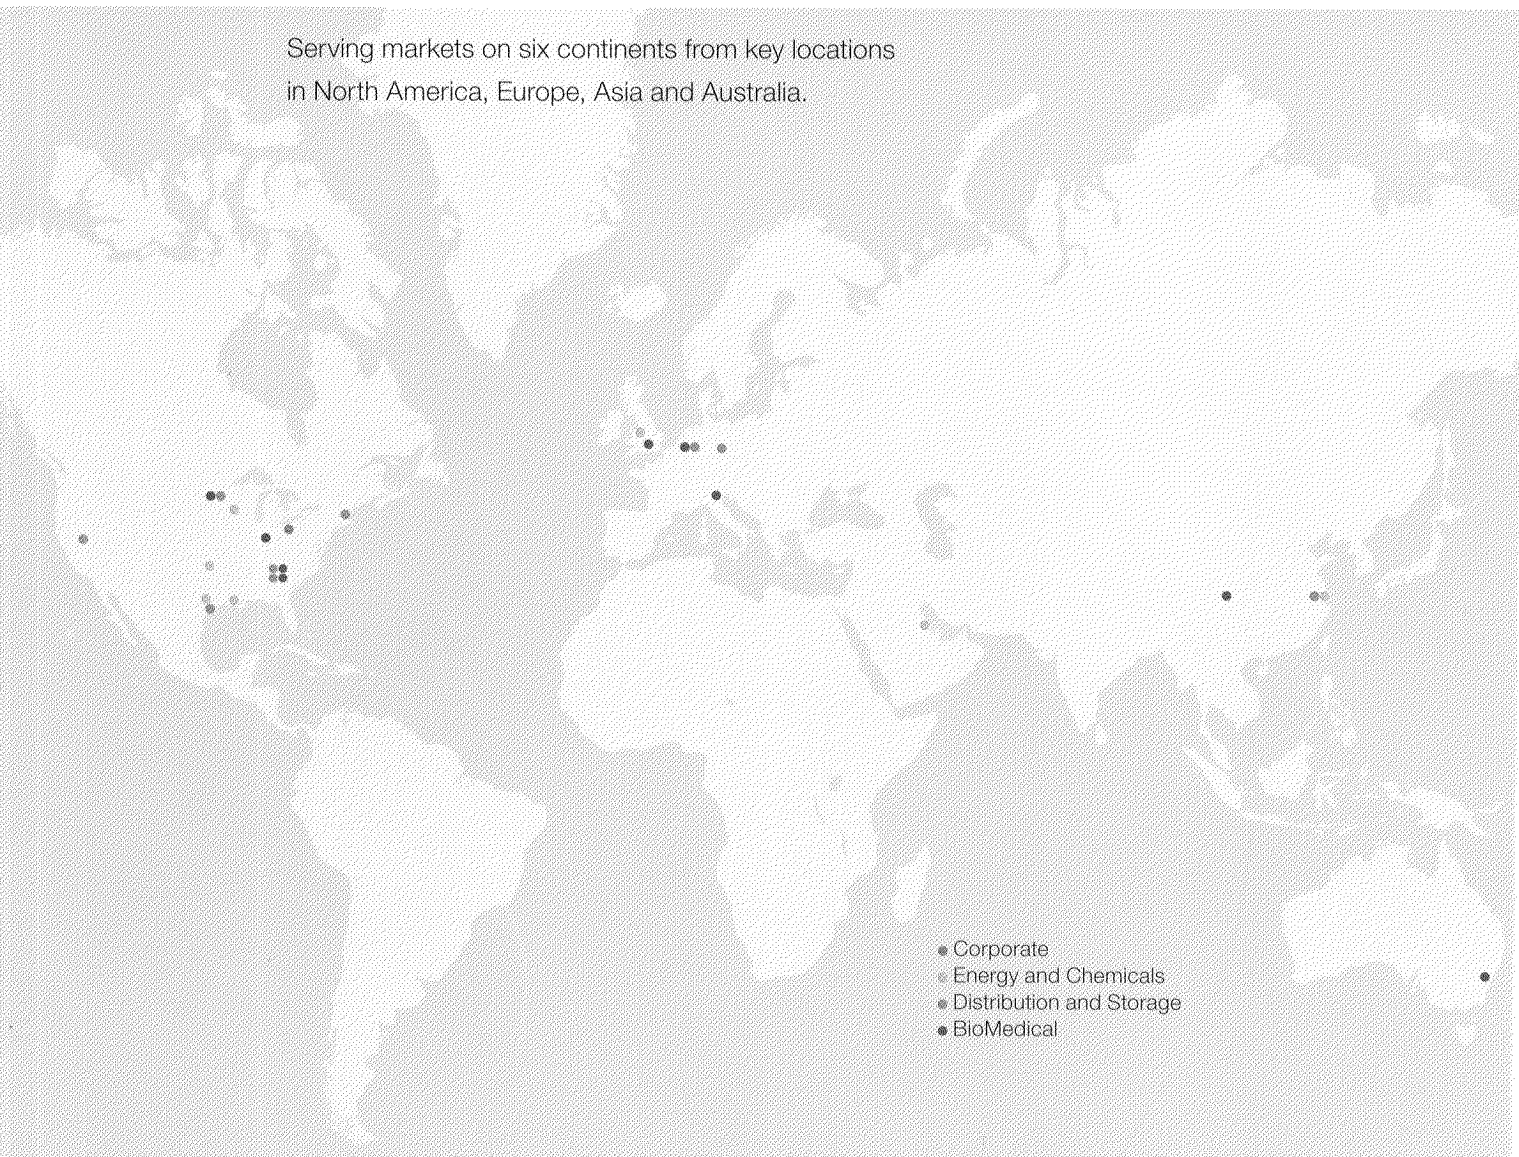 Serving markets on six continents from key locations
in North America, Europe, Asia and Australia.
Corporate
Energy and Chemicals
Distribution and Storage
BioMedical